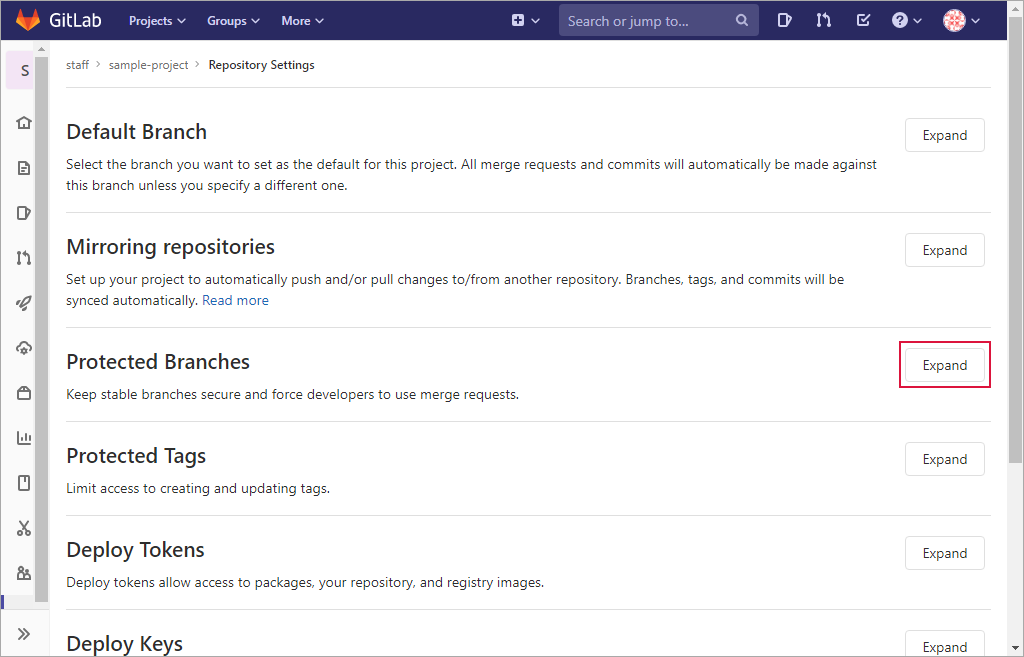 GitLab Projects Groups More Search or jump to...
S
staff > sample-project > Repository Settings
Default Branch
Expand
Select the branch you want to set as the default for this project. All merge requests and commits will automatically be made against
this branch unless you specify a different one.
Mirroring repositories
Expand
Set up your project to automatically push and/or pull changes to/from another repository. Branches, tags, and commits will be
synced automatically. Read more
Protected Branches
Expand
Keep stable branches secure and force developers to use merge requests.
Protected Tags
Expand
Limit access to creating and updating tags.
Deploy Tokens
Expand
Deploy tokens allow access to packages, your repository, and registry images.
Deploy Keys
Expand